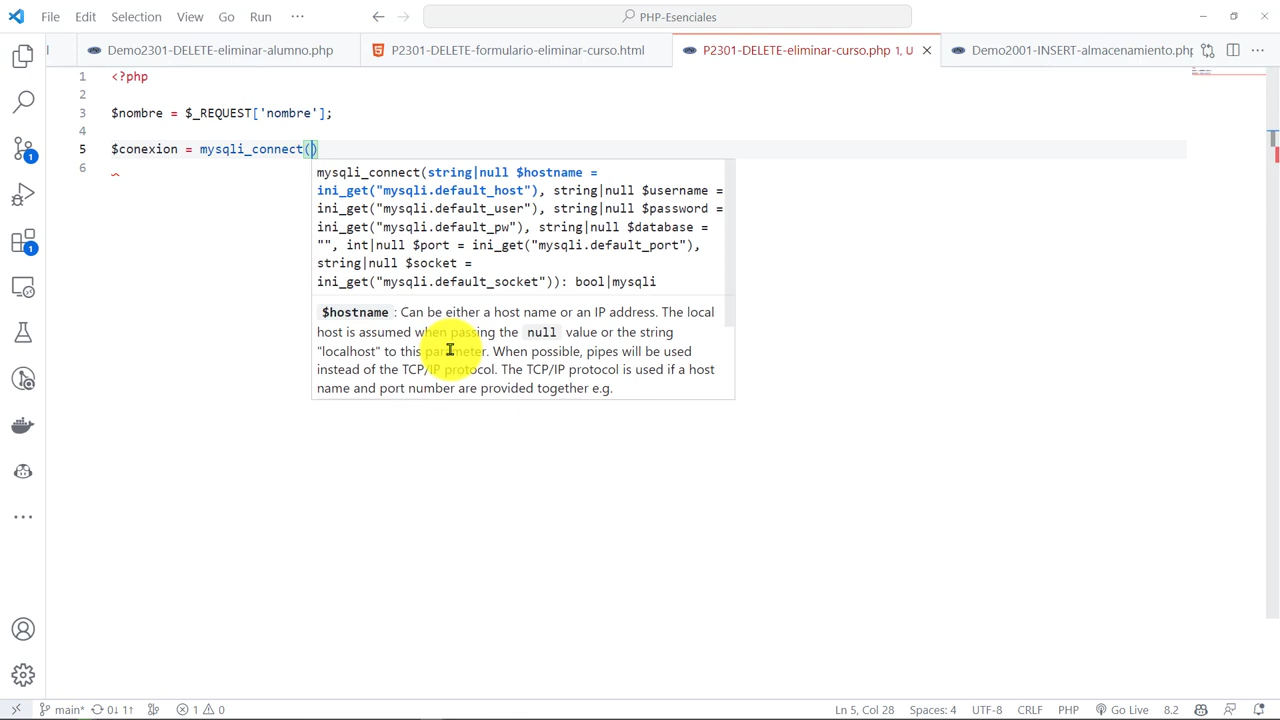 File Edit Selection View Go Run ··· PHP-Esenciales
Demo2301-DELETE-eliminar-alumno.php P2301-DELETE-formulario-eliminar-curso.html P2301-DELETE-eliminar-curso.php 1, U Demo2001-INSERT-almacenamiento.php ···
1 <?php
2
3 $nombre = $_REQUEST['nombre'];
4
5 $conexion = mysqli_connect()
6
mysqli_connect(string|null $hostname =
ini_get("mysqli.default_host"), string|null $username =
ini_get("mysqli.default_user"), string|null $password =
ini_get("mysqli.default_pw"), string|null $database =
"", int|null $port = ini_get("mysqli.default_port"),
string|null $socket =
ini_get("mysqli.default_socket")): bool|mysqli
$hostname : Can be either a host name or an IP address. The local
host is assumed when passing the null value or the string
"localhost" to this parameter. When possible, pipes will be used
instead of the TCP/IP protocol. The TCP/IP protocol is used if a host
name and port number are provided together e.g.
1
1
main* 0↓ 1↑ 1 0 Ln 5, Col 28 Spaces: 4 UTF-8 CRLF PHP Go Live 8.2